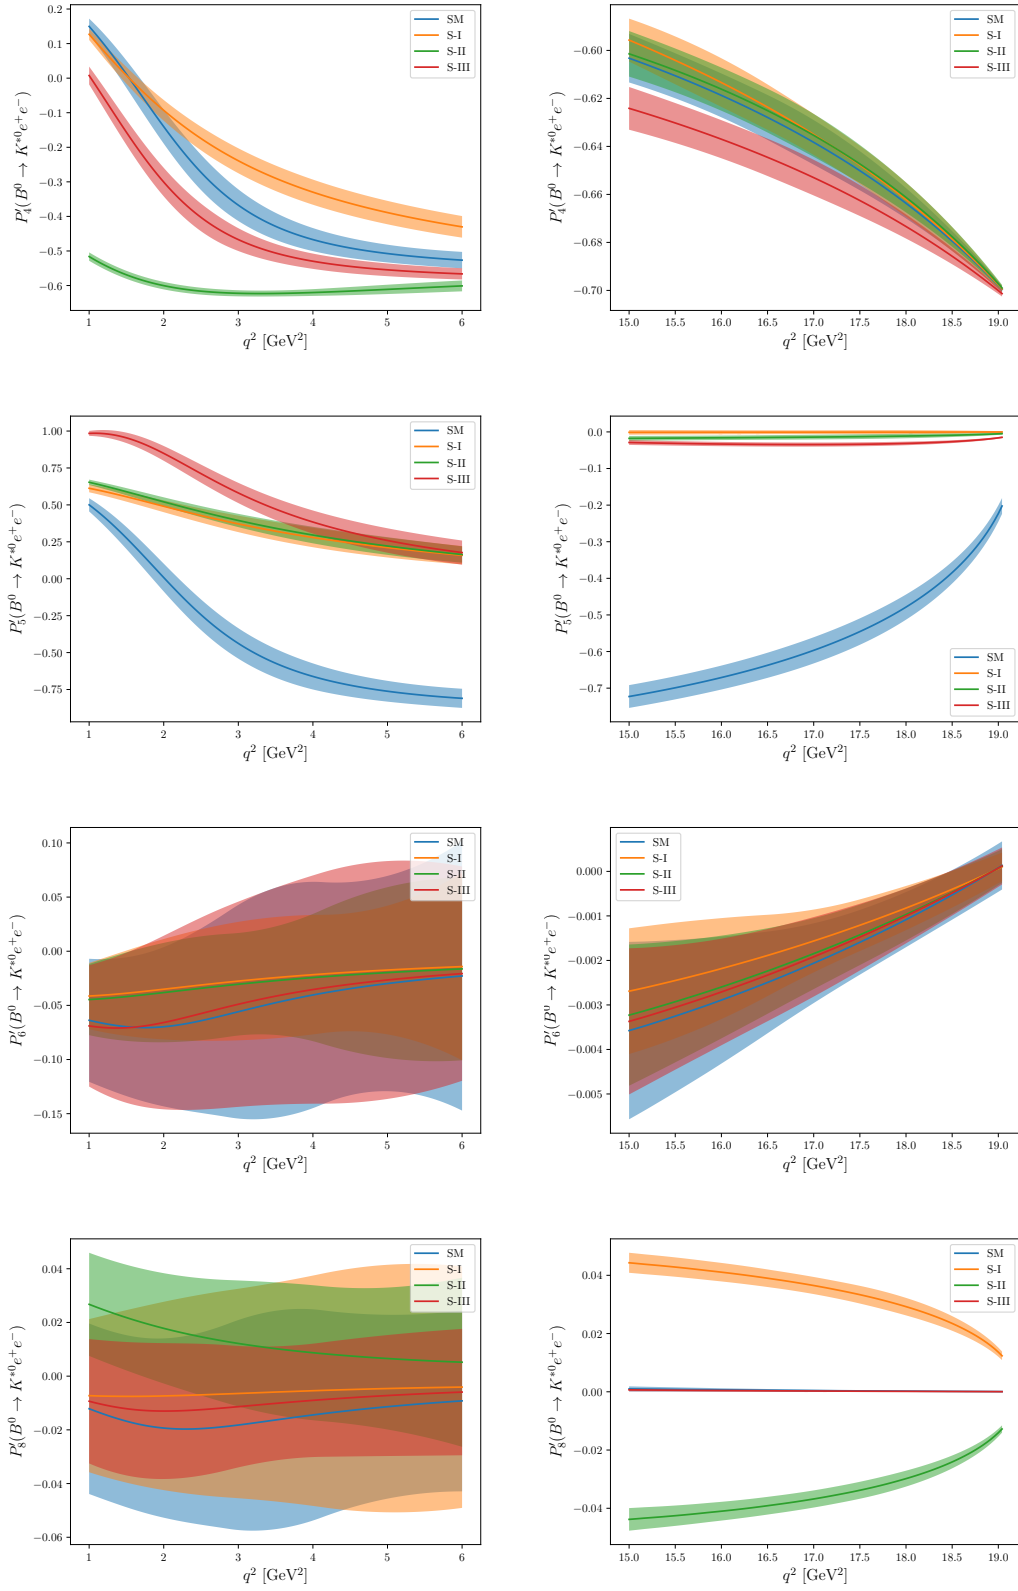 0.2
0.1
0.0
−0.1
−0.2
−0.3
−0.4
−0.5
−0.6
P′4(B0 → K*0e+e−)
SM
S-I
S-II
S-III
1 2 3 4 5 6
q2 [GeV2]
−0.60
−0.62
−0.64
−0.66
−0.68
−0.70
P′4(B0 → K*0e+e−)
SM
S-I
S-II
S-III
15.0 15.5 16.0 16.5 17.0 17.5 18.0 18.5 19.0
q2 [GeV2]
1.00
0.75
0.50
0.25
0.00
−0.25
−0.50
−0.75
P′5(B0 → K*0e+e−)
SM
S-I
S-II
S-III
1 2 3 4 5 6
q2 [GeV2]
0.0
−0.1
−0.2
−0.3
−0.4
−0.5
−0.6
−0.7
P′5(B0 → K*0e+e−)
SM
S-I
S-II
S-III
15.0 15.5 16.0 16.5 17.0 17.5 18.0 18.5 19.0
q2 [GeV2]
0.10
0.05
0.00
−0.05
−0.10
−0.15
P′6(B0 → K*0e+e−)
SM
S-I
S-II
S-III
1 2 3 4 5 6
q2 [GeV2]
0.000
−0.001
−0.002
−0.003
−0.004
−0.005
P′6(B0 → K*0e+e−)
SM
S-I
S-II
S-III
15.0 15.5 16.0 16.5 17.0 17.5 18.0 18.5 19.0
q2 [GeV2]
0.04
0.02
0.00
−0.02
−0.04
−0.06
P′8(B0 → K*0e+e−)
SM
S-I
S-II
S-III
1 2 3 4 5 6
q2 [GeV2]
0.04
0.02
0.00
−0.02
−0.04
P′8(B0 → K*0e+e−)
SM
S-I
S-II
S-III
15.0 15.5 16.0 16.5 17.0 17.5 18.0 18.5 19.0
q2 [GeV2]